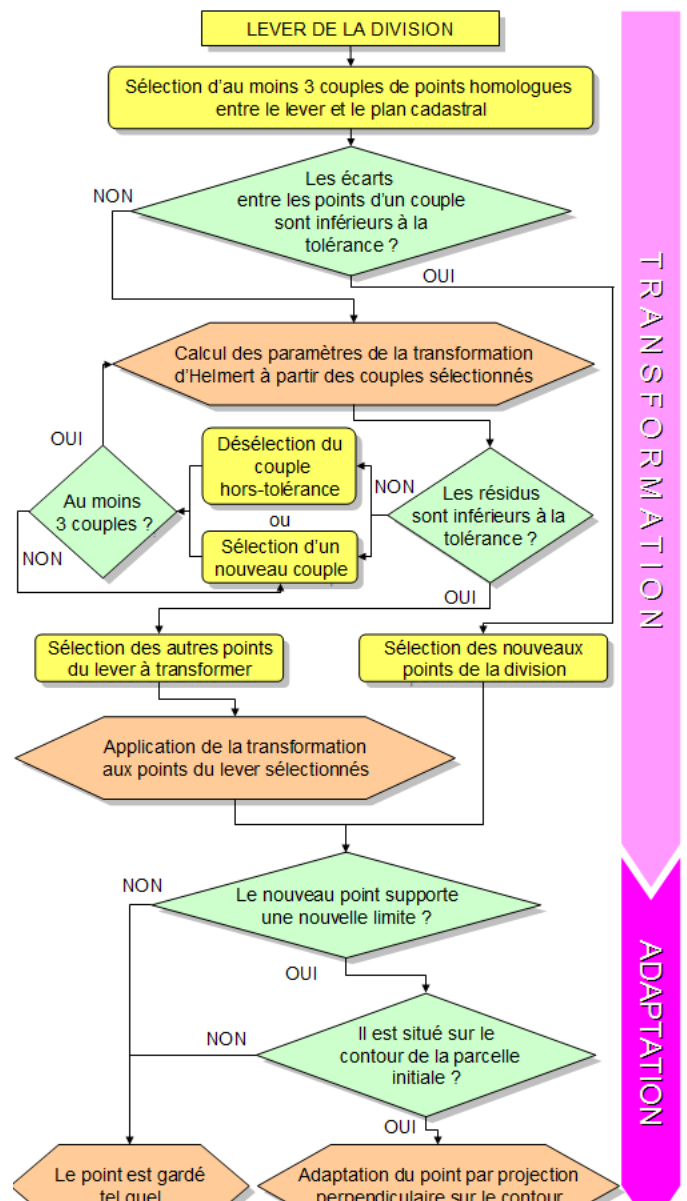 LEVER DE LA DIVISION
Sélection d'au moins 3 couples de points homologues
entre le lever et le plan cadastral
Les écarts
entre les points d'un couple
sont inférieurs à la
tolérance ?
NON
OUI
Calcul des paramètres de la transformation
d'Helmert à partir des couples sélectionnés
OUI
Désélection du
couple
hors-tolérance
ou
Sélection d'un
nouveau couple
Au moins
3 couples ?
NON
NON
Les résidus
sont inférieurs à la
tolérance ?
OUI
Sélection des autres points
du lever à transformer
Sélection des nouveaux
points de la division
Application de la transformation
aux points du lever sélectionnés
TRANSFORMATION
Le nouveau point supporte
une nouvelle limite ?
NON
OUI
Il est situé sur le
contour de la parcelle
initiale ?
NON
OUI
ADAPTATION
Le point est gardé
tel quel
Adaptation du point par projection
perpendiculaire sur le contour